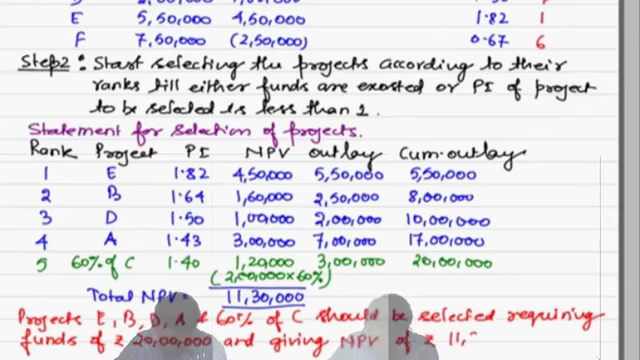 E 5,50,000 4,50,000 1.82 1
F 7,50,000 (2,50,000) 0.67 6
Step2: Start selecting the projects according to their
ranks till either funds are exosted or PI of project
to be selected is less than 1.
Statement for selection of projects.
Rank Project PI NPV outlay Cum. outlay
1 E 1.82 4,50,000 5,50,000 5,50,000
2 B 1.64 1,60,000 2,50,000 8,00,000
3 D 1.50 1,00,000 2,00,000 10,00,000
4 A 1.43 3,00,000 7,00,000 17,00,000
5 60% of C 1.40 1,20,000 3,00,000 20,00,000
(2,00,000x60%)
Total NPV = 11,30,000
Projects E, B, D, A & 60% of C should be selected requiring
funds of ₹ 20,00,000 and giving NPV of ₹ 11,